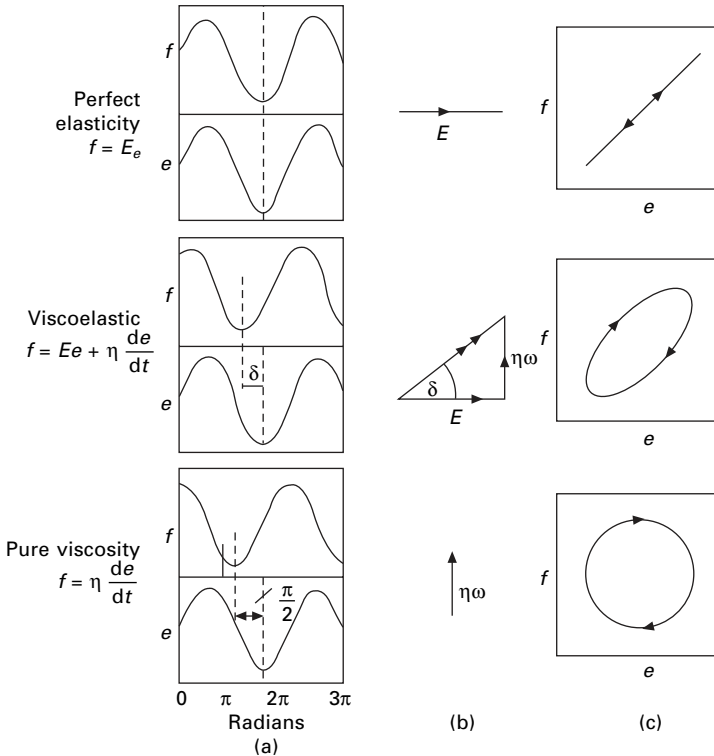 f
Perfect
elasticity
f = E_e
e
E
f
e
f
Viscoelastic
f = Ee + η de/dt
δ
e
δ
E
ηω
f
e
f
Pure viscosity
f = η de/dt
π/2
e
ηω
f
e
0 π 2π 3π
Radians
(a) (b) (c)